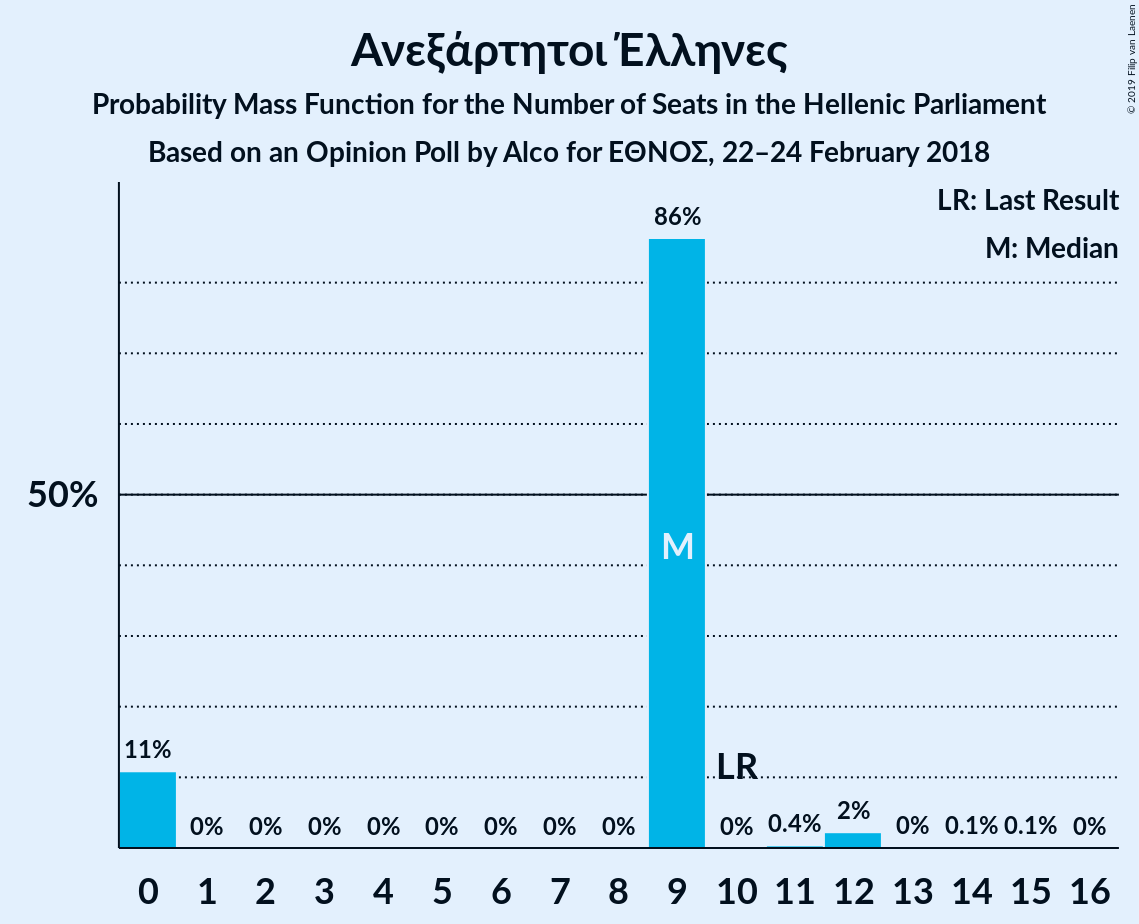 Ανεξάρτητοι Έλληνες
Probability Mass Function for the Number of Seats in the Hellenic Parliament
Based on an Opinion Poll by Alco for ΕΘΝΟΣ, 22–24 February 2018
© 2019 Filip van Laenen
LR: Last Result
M: Median
86%
50%
M
11%
LR
0% 0% 0% 0% 0% 0% 0% 0% 0% 0.4% 2% 0% 0.1% 0.1% 0%
0 1 2 3 4 5 6 7 8 9 10 11 12 13 14 15 16